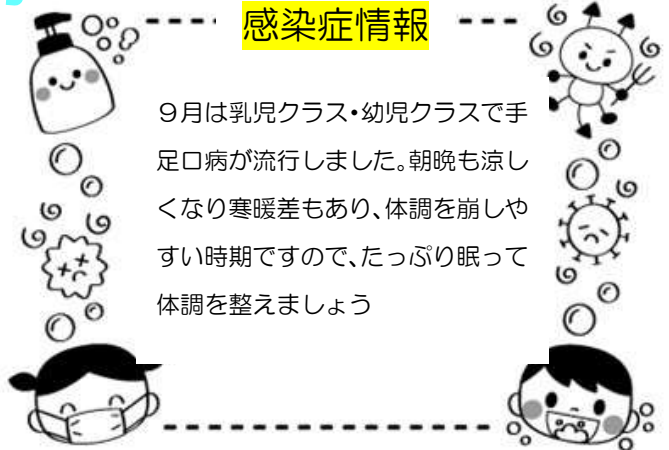 感染症情報
９月は乳児クラス・幼児クラスで手
足口病が流行しました。朝晩も涼し
くなり寒暖差もあり、体調を崩しや
すい時期ですので、たっぷり眠って
体調を整えましょう